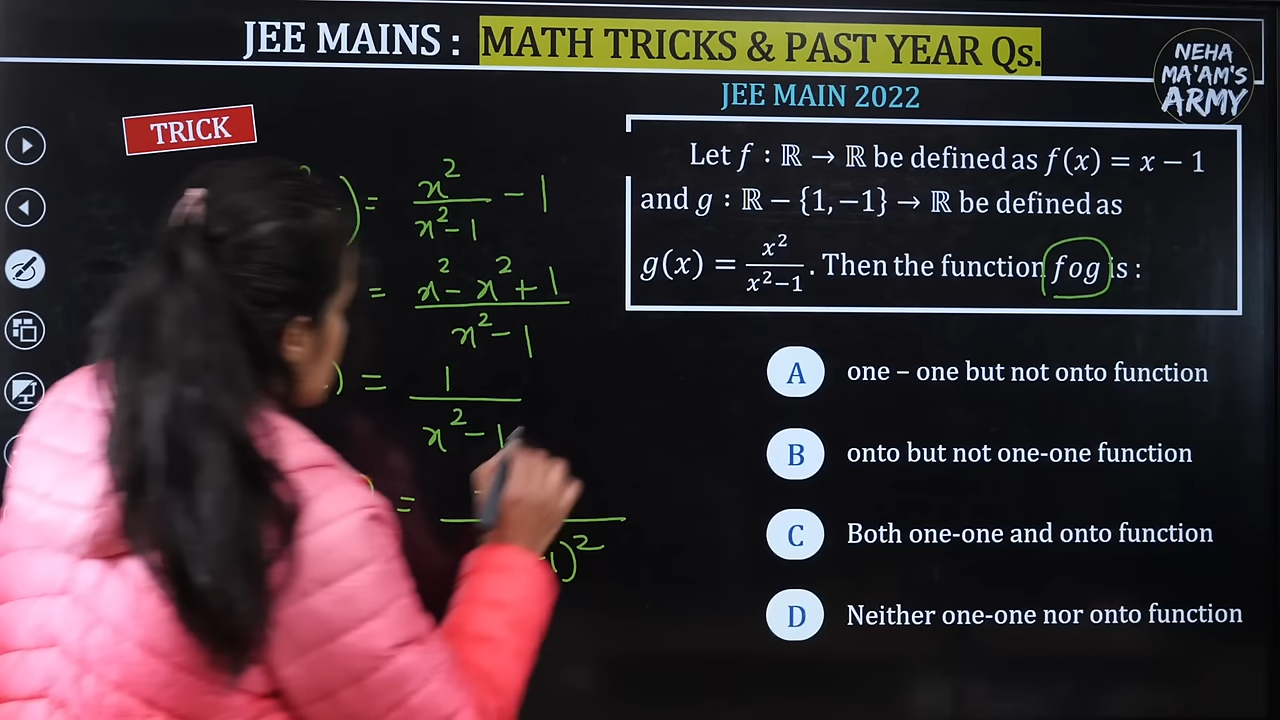 JEE MAINS : MATH TRICKS & PAST YEAR Qs.
NEHA
MA'AM'S
ARMY
JEE MAIN 2022
TRICK
Let f : ℝ → ℝ be defined as f(x) = x − 1
and g : ℝ − {1, −1} → ℝ be defined as
g(x) = x²/(x²−1) . Then the function fog is :
A one – one but not onto function
B onto but not one-one function
C Both one-one and onto function
D Neither one-one nor onto function
) = x²/(x²−1) − 1
= (x² − x² + 1)/(x² − 1)
) = 1/(x² − 1)
=
1)²